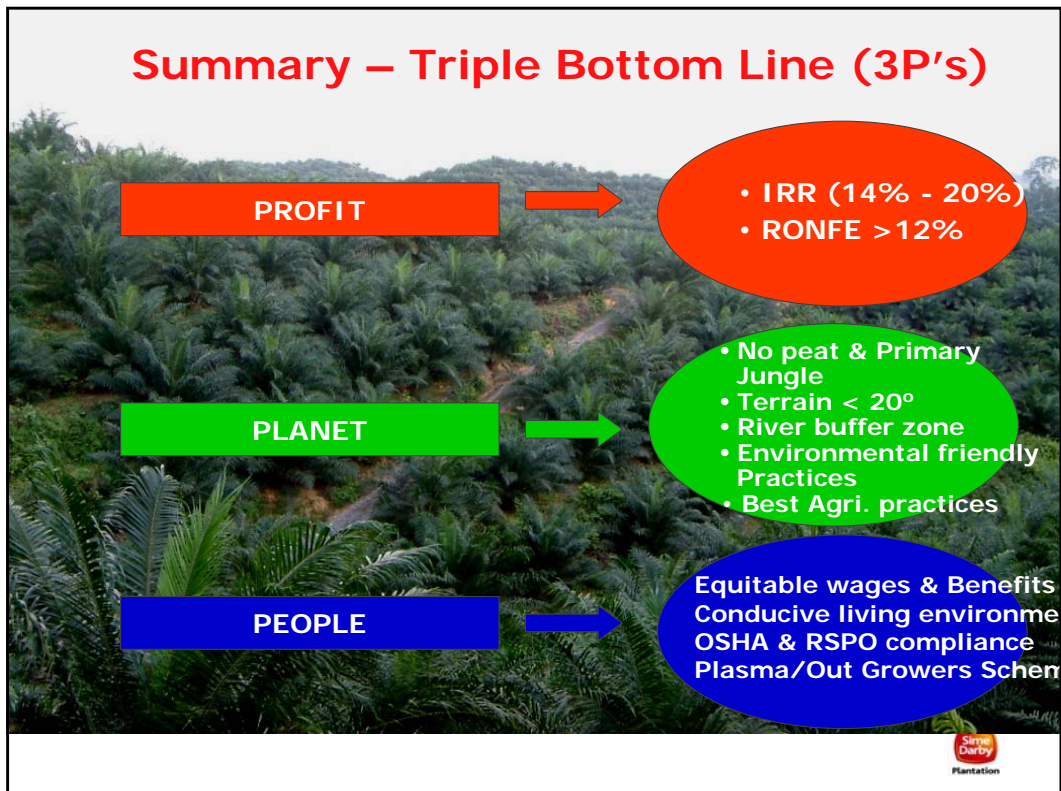 Summary – Triple Bottom Line (3P's)
PROFIT
• IRR (14% - 20%)
• RONFE >12%
PLANET
• No peat & Primary
Jungle
• Terrain < 20º
• River buffer zone
• Environmental friendly
Practices
• Best Agri. practices
PEOPLE
Equitable wages & Benefits
Conducive living environme
OSHA & RSPO compliance
Plasma/Out Growers Schem
Sime
Darby
Plantation